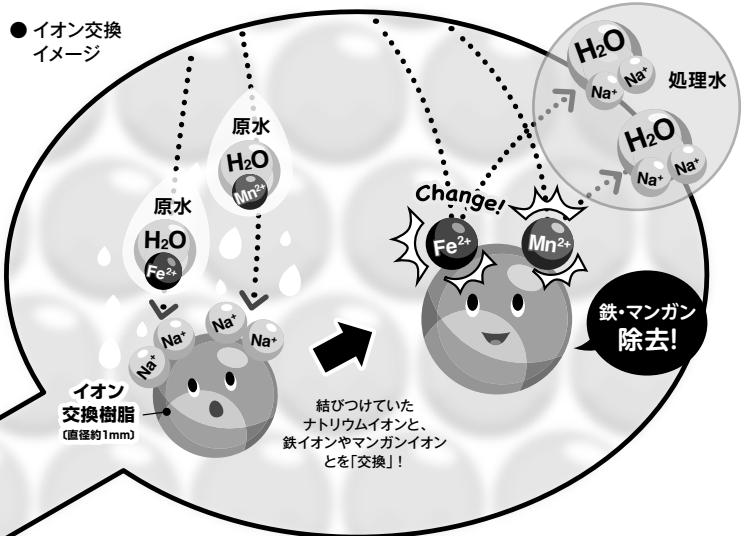 ● イオン交換
イメージ
原水
H₂O
Mn²⁺
原水
H₂O
Fe²⁺
Na⁺
Na⁺
Na⁺
Na⁺
イオン
交換樹脂
〔直径約1mm〕
結びつけていた
ナトリウムイオンと、
鉄イオンやマンガンイオン
とを「交換」！
Change!
Fe²⁺
Mn²⁺
鉄・マンガン
除去!
H₂O
Na⁺
Na⁺
処理水
H₂O
Na⁺
Na⁺